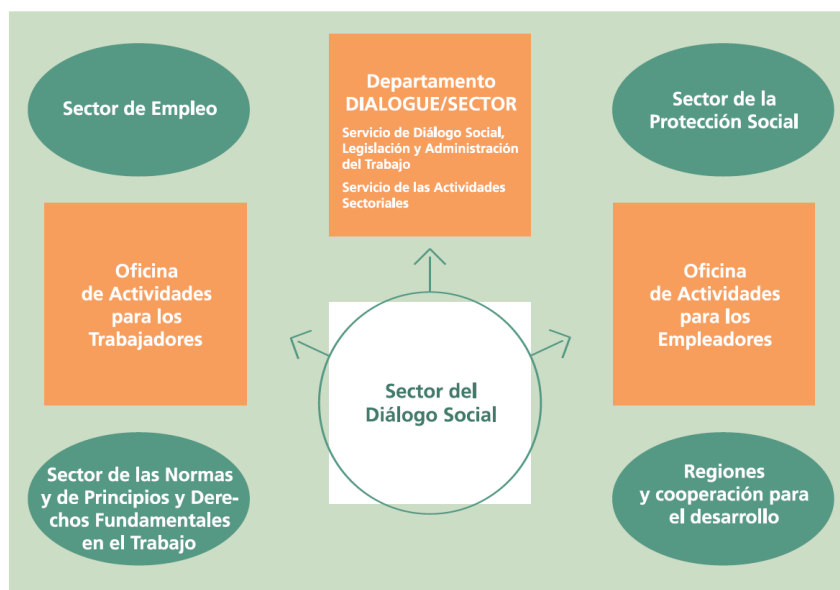 Sector de Empleo
Departamento
DIALOGUE/SECTOR
Servicio de Diálogo Social,
Legislación y Administración
del Trabajo
Servicio de las Actividades
Sectoriales
Sector de la
Protección Social
Oficina
de Actividades
para los
Trabajadores
Oficina
de Actividades
para los
Empleadores
Sector del
Diálogo Social
Sector de las Normas
y de Principios y Dere-
chos Fundamentales
en el Trabajo
Regiones
y cooperación para
el desarrollo